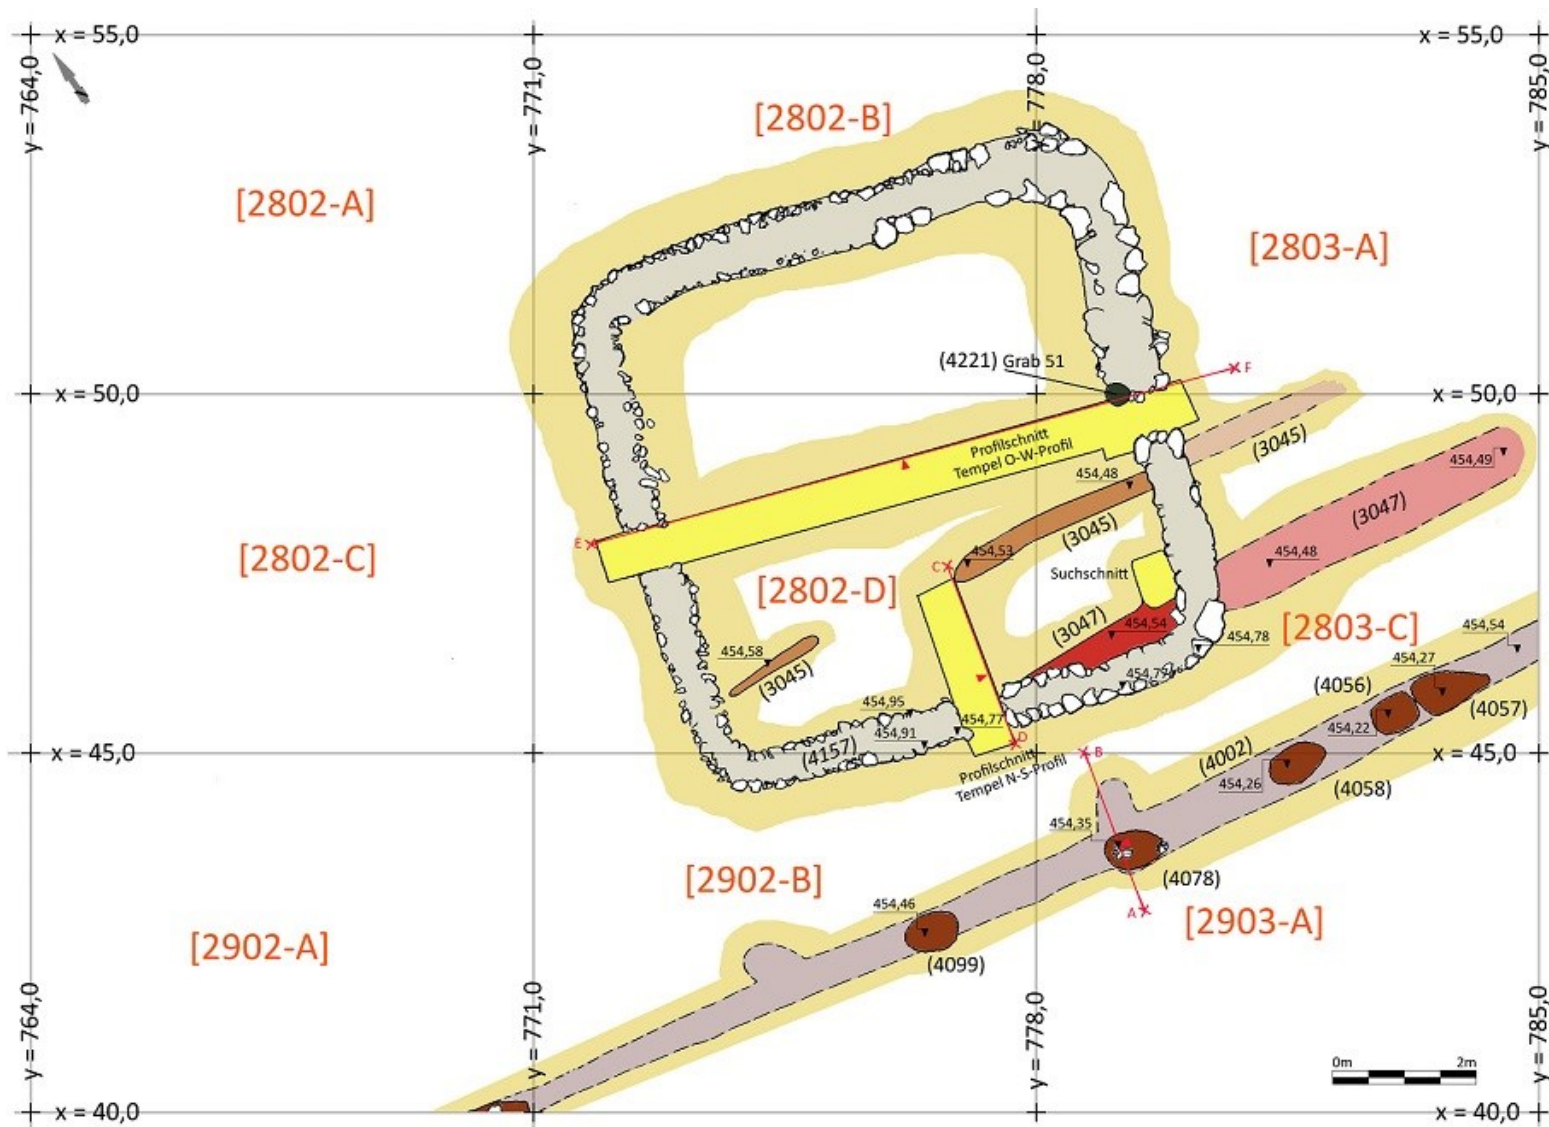 x = 55,0
x = 55,0
y = 764,0
y = 771,0
y = 778,0
y = 785,0
[2802-B]
[2802-A]
[2803-A]
(4221) Grab 51
F
x = 50,0
x = 50,0
Profilschnitt
Tempel O-W-Profil
(3045)
454,49
454,48
(3047)
E
(3045)
454,53
C
454,48
[2802-C]
Suchschnitt
[2802-D]
(3047)
454,54
[2803-C]
454,54
454,78
454,58
454,27
(3045)
454,77
(4056)
454,95
(4057)
454,77
454,91
454,22
D
(4157)
x = 45,0
B
(4002)
x = 45,0
Profilschnitt
Tempel N-S-Profil
454,26
(4058)
454,35
[2902-B]
(4078)
454,46
A
[2903-A]
[2902-A]
(4099)
y = 764,0
y = 771,0
y = 778,0
y = 785,0
0m
2m
x = 40,0
x = 40,0